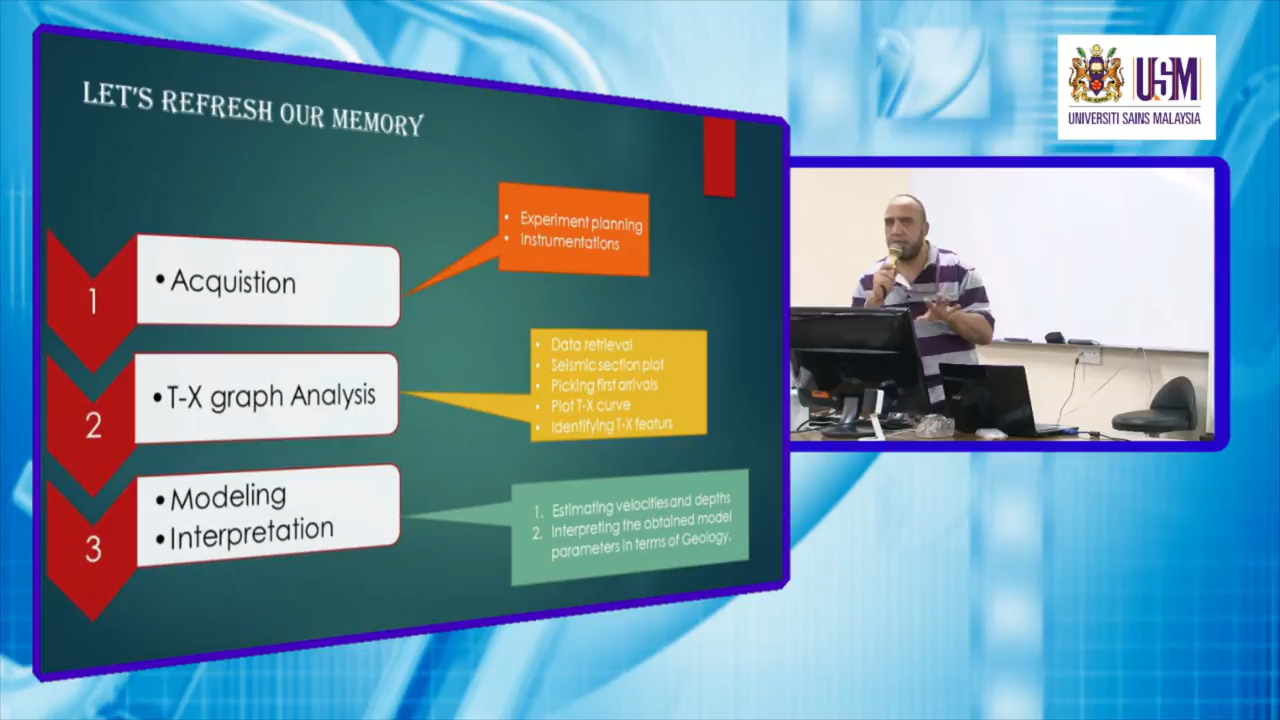 LET'S REFRESH OUR MEMORY
1
•Acquistion
• Experiment planning
• Instrumentations
2
•T-X graph Analysis
• Data retrieval
• Seismic section plot
• Picking first arrivals
• Plot T-X curve
• Identifying T-X featurs
3
•Modeling
•Interpretation
1. Estimating velocities and depths
2. Interpreting the obtained model
parameters in terms of Geology.
USM
UNIVERSITI SAINS MALAYSIA